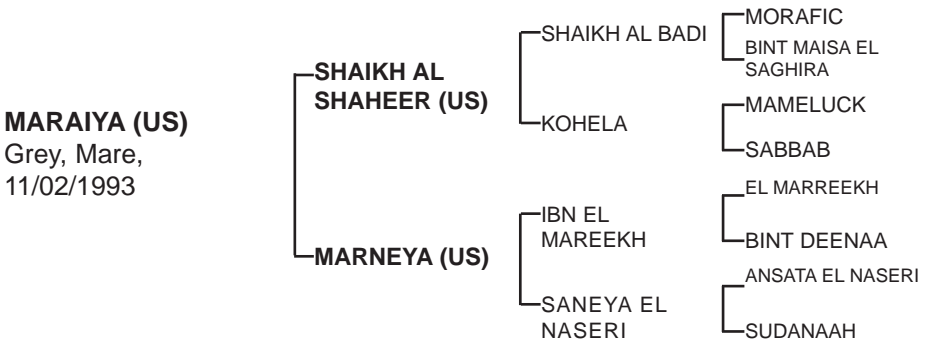 MARAIYA (US)
Grey, Mare,
11/02/1993
SHAIKH AL
SHAHEER (US)
MARNEYA (US)
SHAIKH AL BADI
KOHELA
IBN EL
MAREEKH
SANEYA EL
NASERI
MORAFIC
BINT MAISA EL
SAGHIRA
MAMELUCK
SABBAB
EL MARREEKH
BINT DEENAA
ANSATA EL NASERI
SUDANAAH